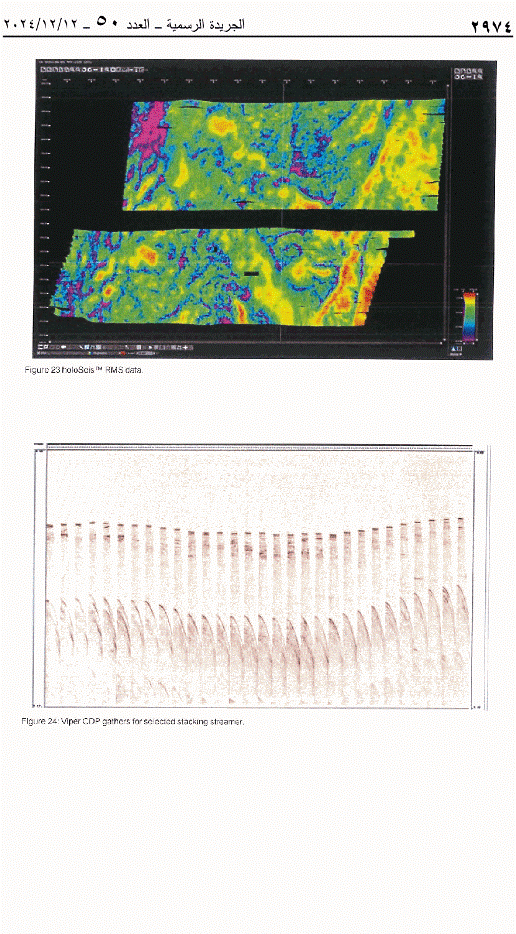 ٢٩٧٤
الجريدة الرسمية – العدد ٥٠ – ٢٠٢٤/١٢/١٢
Figure 23 holoSeis™ RMS data.
Figure 24: Viper CDP gathers for selected stacking streamer.